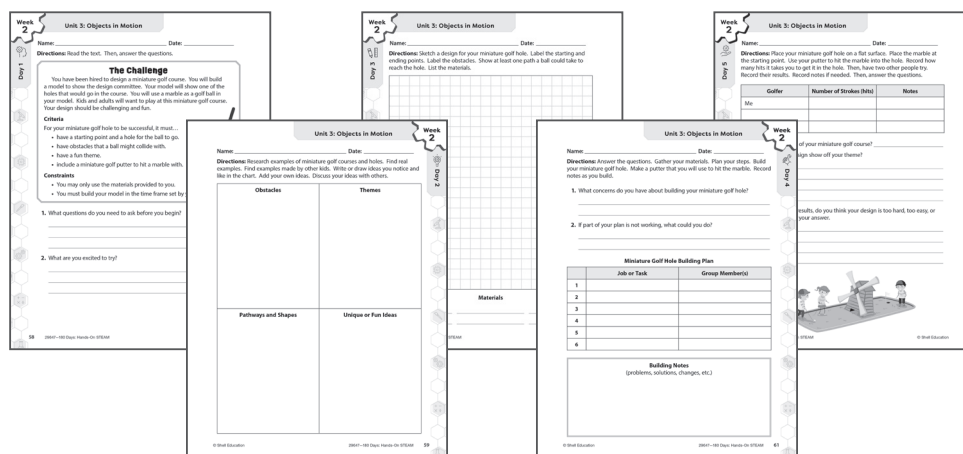 Week
2
Unit 3: Objects in Motion
Name: Date:
Day 1
Directions: Read the text. Then, answer the questions.
The Challenge
You have been hired to design a miniature golf course. You will build
a model to show the design committee. Your model will show one of the
holes that would go in the course. You will use a marble as a golf ball in
your model. Kids and adults will want to play at this miniature golf course.
Your design should be challenging and fun.
Criteria
For your miniature golf hole to be successful, it must…
• have a starting point and a hole for the ball to go.
• have obstacles that a ball might collide with.
• have a fun theme.
• include a miniature golf putter to hit a marble with.
Constraints
• You may only use the materials provided to you.
• You must build your model in the time frame set by
1. What questions do you need to ask before you begin?
2. What are you excited to try?
58 29847—180 Days: Hands-On STEAM
Unit 3: Objects in Motion
Week
2
Day 2
Name: Date:
Directions: Research examples of miniature golf courses and holes. Find real
examples. Find examples made by other kids. Write or draw ideas you notice and
like in the chart. Add your own ideas. Discuss your ideas with others.
Obstacles Themes
Pathways and Shapes Unique or Fun Ideas
© Shell Education 29847—180 Days: Hands-On STEAM 59
Week
2
Unit 3: Objects in Motion
Name: Date:
Day 3
Directions: Sketch a design for your miniature golf hole. Label the starting and
ending points. Label the obstacles. Show at least one path a ball could take to
reach the hole. List the materials.
Materials
STEAM
Unit 3: Objects in Motion
Week
2
Day 4
Name: Date:
Directions: Answer the questions. Gather your materials. Plan your steps. Build
your miniature golf hole. Make a putter that you will use to hit the marble. Record
notes as you build.
1. What concerns do you have about building your miniature golf hole?
2. If part of your plan is not working, what could you do?
Miniature Golf Hole Building Plan
Job or Task Group Member(s)
1
2
3
4
5
6
Building Notes
(problems, solutions, changes, etc.)
© Shell Education 29847—180 Days: Hands-On STEAM 61
Week
2
Unit 3: Objects in Motion
Name: Date:
Day 5
Directions: Place your miniature golf hole on a flat surface. Place the marble at
the starting point. Use your putter to hit the marble into the hole. Record how
many hits it takes you to get it in the hole. Then, have two other people try.
Record their results. Record notes if needed. Then, answer the questions.
Golfer Number of Strokes (hits) Notes
Me
of your miniature golf course?
sign show off your theme?
results, do you think your design is too hard, too easy, or
your answer.
STEAM © Shell Education